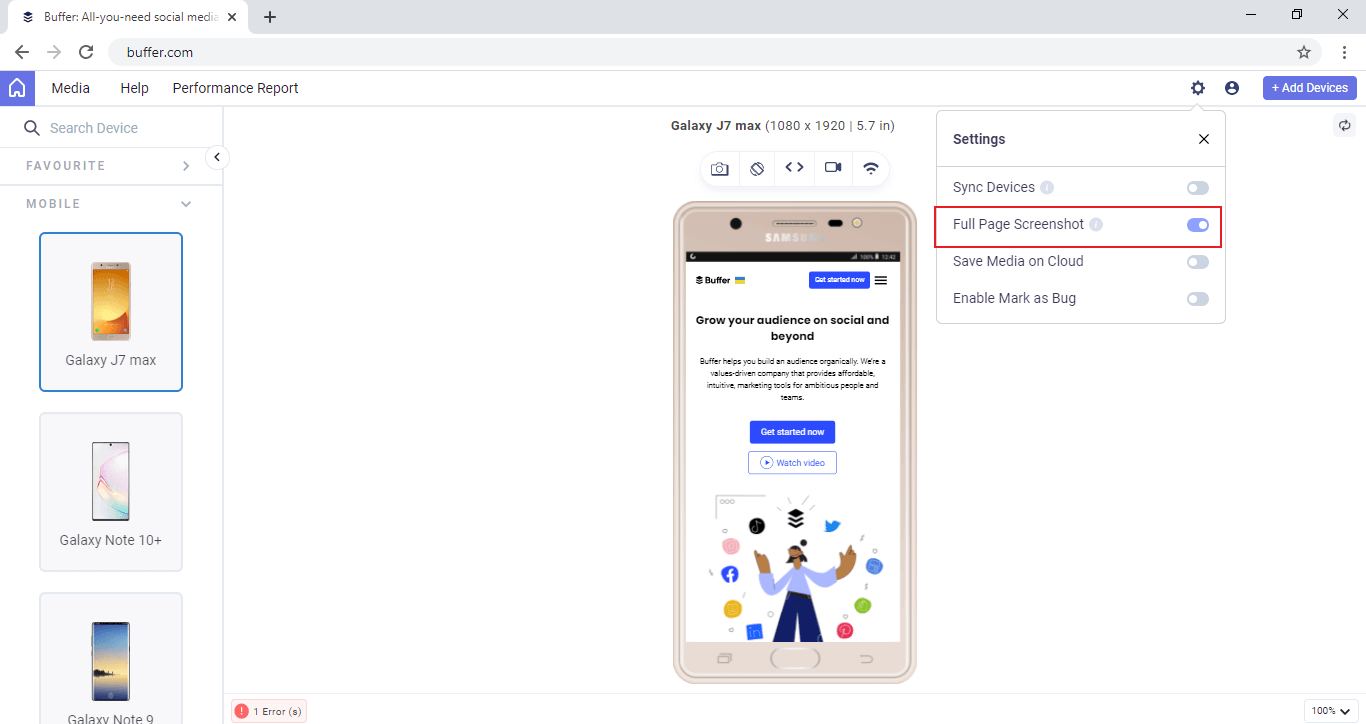 Buffer: All-you-need social media
buffer.com
Media Help Performance Report + Add Devices
Search Device
FAVOURITE
MOBILE
Galaxy J7 max
Galaxy Note 10+
Galaxy Note 9
Galaxy J7 max (1080 x 1920 | 5.7 in)
SAMSUNG
100% 12:42
Buffer Get started now
Grow your audience on social and
beyond
Buffer helps you build an audience organically. We're a
values-driven company that provides affordable,
intuitive, marketing tools for ambitious people and
teams.
Get started now
Watch video
in
Settings
Sync Devices i
Full Page Screenshot i
Save Media on Cloud
Enable Mark as Bug
1 Error (s)
100%